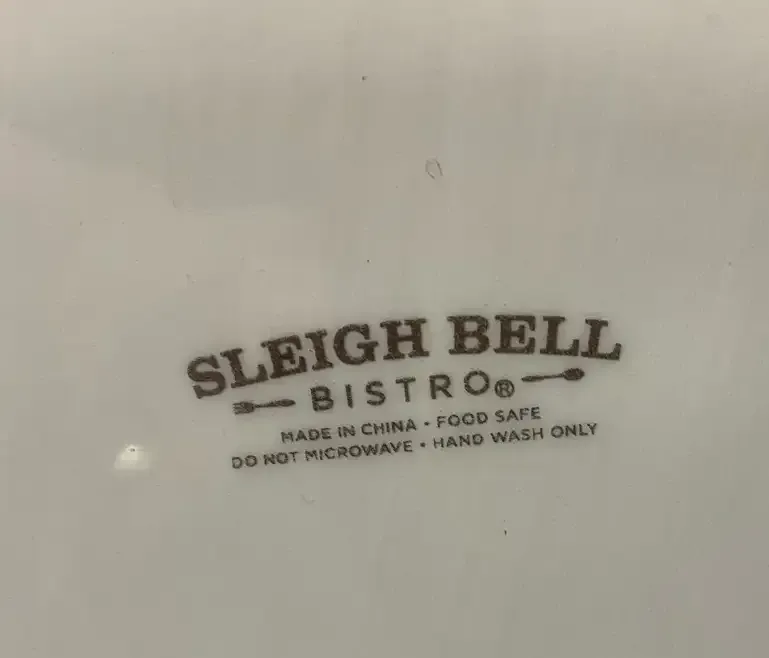 SLEIGH BELL
BISTRO®
MADE IN CHINA • FOOD SAFE
DO NOT MICROWAVE • HAND WASH ONLY